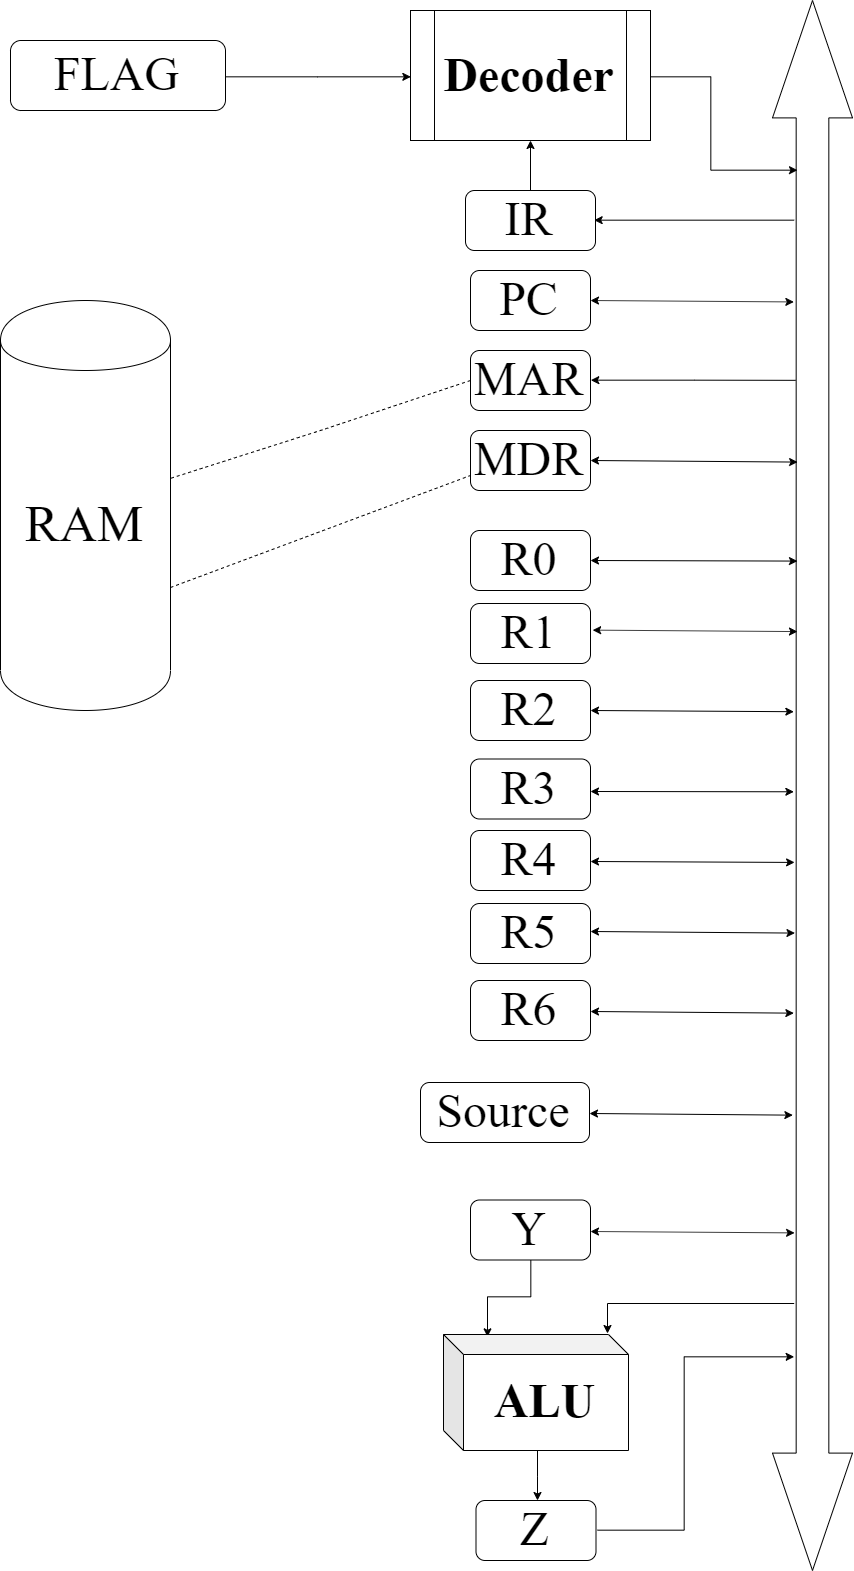 FLAG
Decoder
IR
PC
MAR
MDR
RAM
R0
R1
R2
R3
R4
R5
R6
Source
Y
ALU
Z